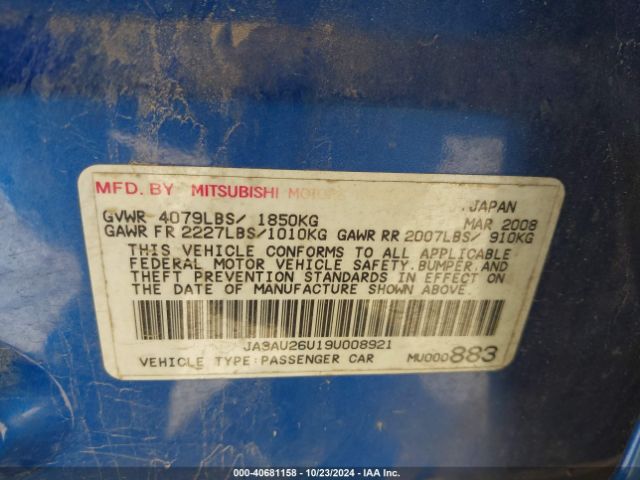 MFD. BY MITSUBISHI MOTORS
JAPAN
GVWR 4079LBS/ 1850KG MAR 2008
GAWR FR 2227LBS/1010KG GAWR RR 2007LBS/ 910KG
THIS VEHICLE CONFORMS TO ALL APPLICABLE
FEDERAL MOTOR VEHICLE SAFETY, BUMPER, AND
THEFT PREVENTION STANDARDS IN EFFECT ON
THE DATE OF MANUFACTURE SHOWN ABOVE.
JA3AU26U19U008921
VEHICLE TYPE:PASSENGER CAR MU000883
000-40681158 - 10/23/2024 - IAA Inc.